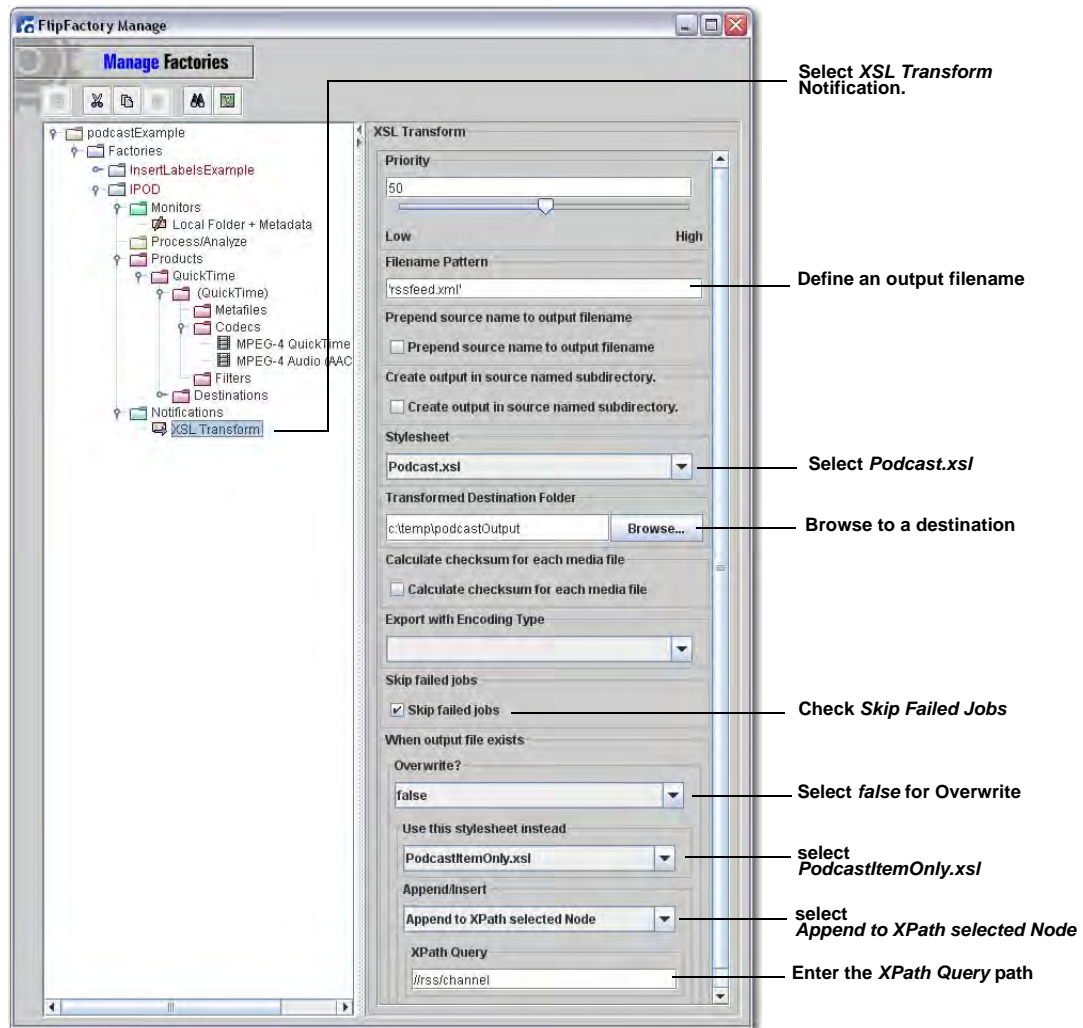 FlipFactory Manage
Manage Factories
podcastExample
Factories
InsertLabelsExample
IPOD
Monitors
Local Folder + Metadata
Process/Analyze
Products
QuickTime
(QuickTime)
Metafiles
Codecs
MPEG-4 QuickTime
MPEG-4 Audio (AAC
Filters
Destinations
Notifications
XSL Transform
XSL Transform
Priority
50
Low High
Filename Pattern
'rssfeed.xml'
Prepend source name to output filename
Prepend source name to output filename
Create output in source named subdirectory.
Create output in source named subdirectory.
Stylesheet
Podcast.xsl
Transformed Destination Folder
c:\temp\podcastOutput Browse...
Calculate checksum for each media file
Calculate checksum for each media file
Export with Encoding Type
Skip failed jobs
Skip failed jobs
When output file exists
Overwrite?
false
Use this stylesheet instead
PodcastItemOnly.xsl
Append/Insert
Append to XPath selected Node
XPath Query
//rss/channel
Select XSL Transform
Notification.
Define an output filename
Select Podcast.xsl
Browse to a destination
Check Skip Failed Jobs
Select false for Overwrite
select
PodcastItemOnly.xsl
select
Append to XPath selected Node
Enter the XPath Query path